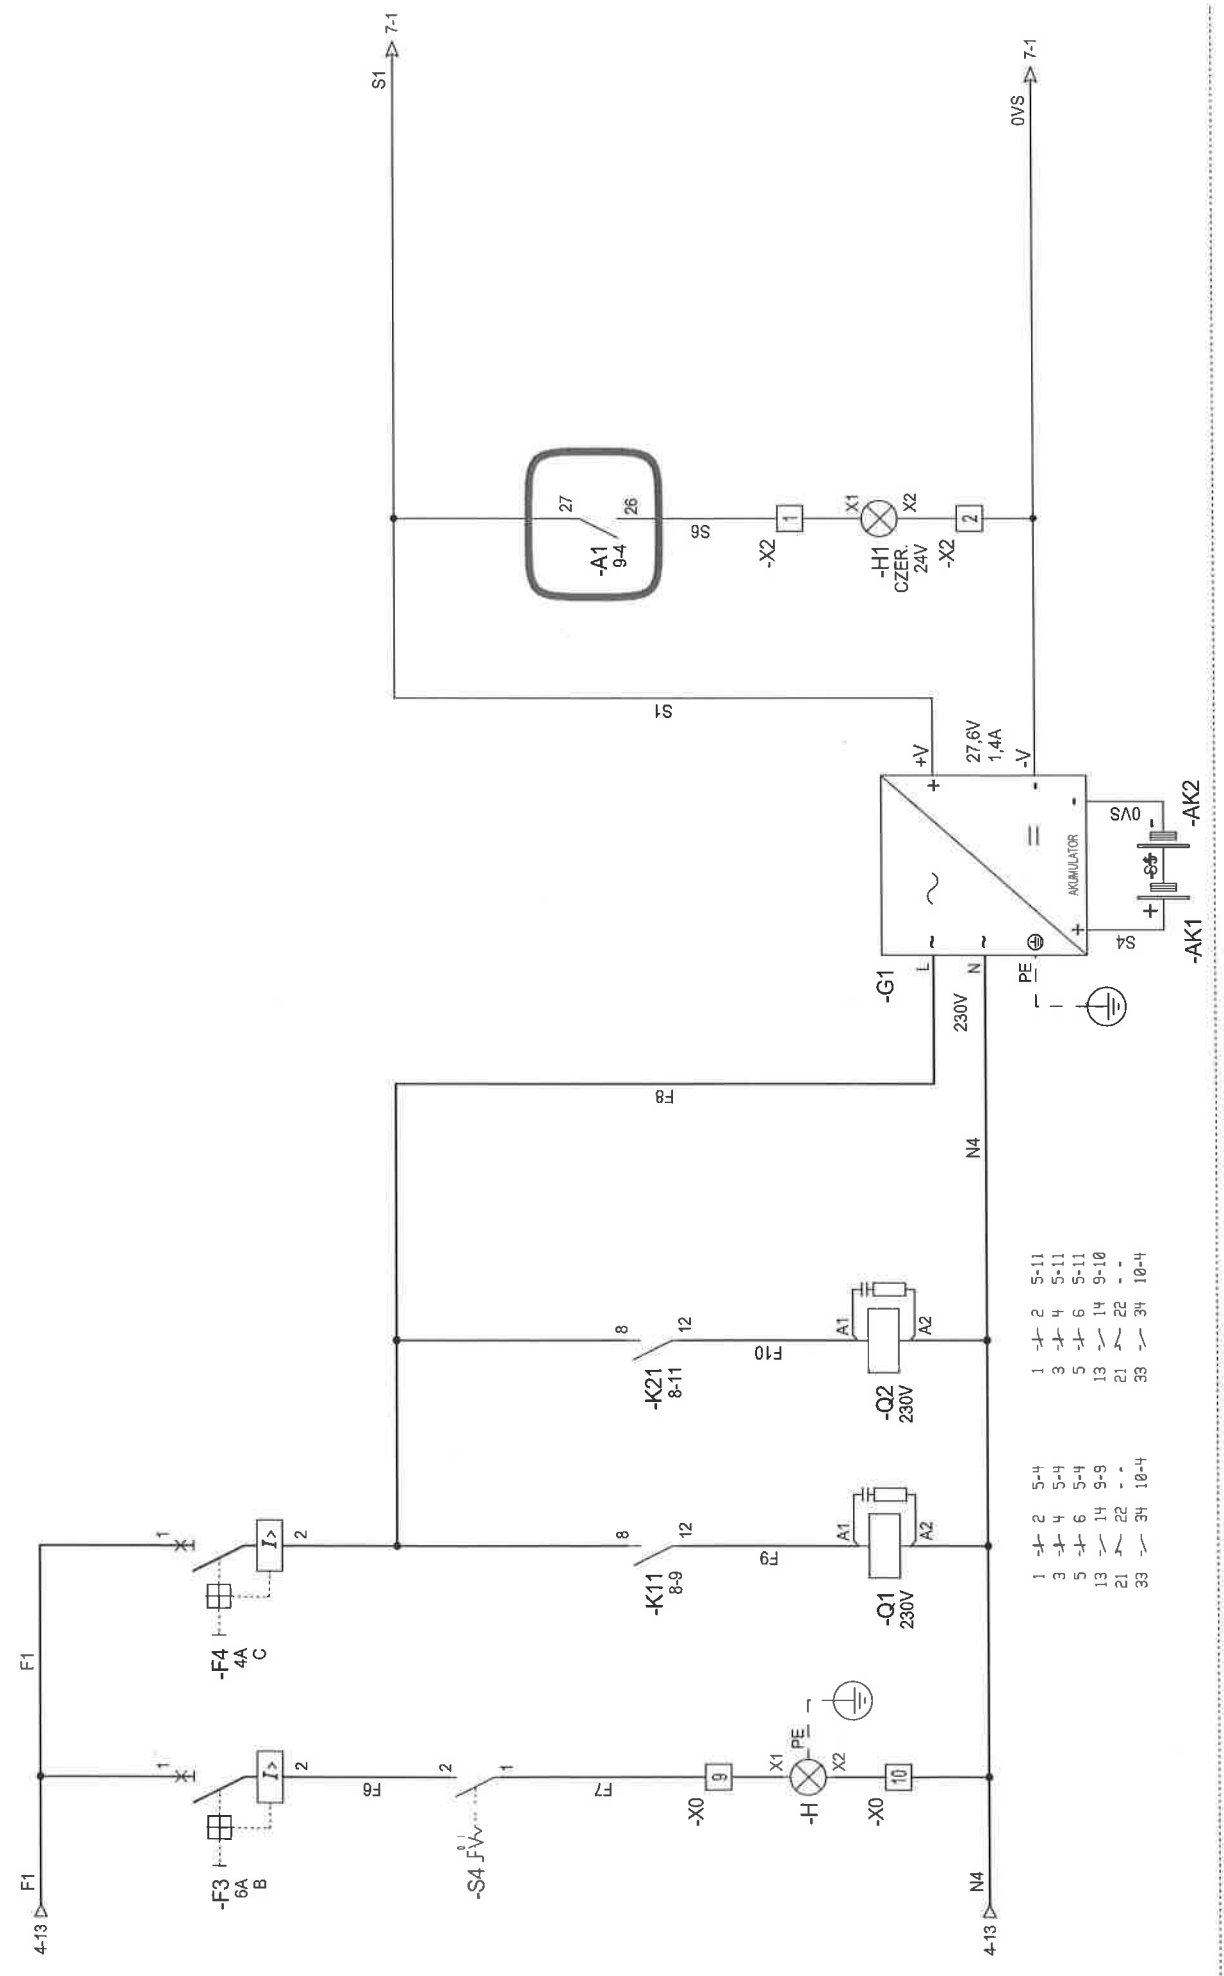 4-13
F1
F1
-F3
6A
B
1
I>
2
F6
-S4
0 I
2
1
F7
-X0
9
-H
X1
X2
PE
-X0
10
4-13
N4
-F4
4A
C
1
I>
2
-K11
8-9
8
12
F9
-Q1
230V
A1
A2
1 2 5-4
3 4 5-4
5 6 5-4
13 14 9-9
21 22 --
33 34 10-4
-K21
8-11
8
12
F10
-Q2
230V
A1
A2
1 2 5-11
3 4 5-11
5 6 5-11
13 14 9-10
21 22 --
33 34 10-4
F8
N4
-G1
L
230V
N
PE
~ +
~
~ = -
+ AKUMULATOR -
+V
27,6V
1,4A
-V
S4
0VS
+ -
-AK1
-AK2
S1
-A1
9-4
27
26
S6
-X2
1
-H1
CZER.
24V
X1
X2
-X2
2
S1
7-1
0VS
7-1